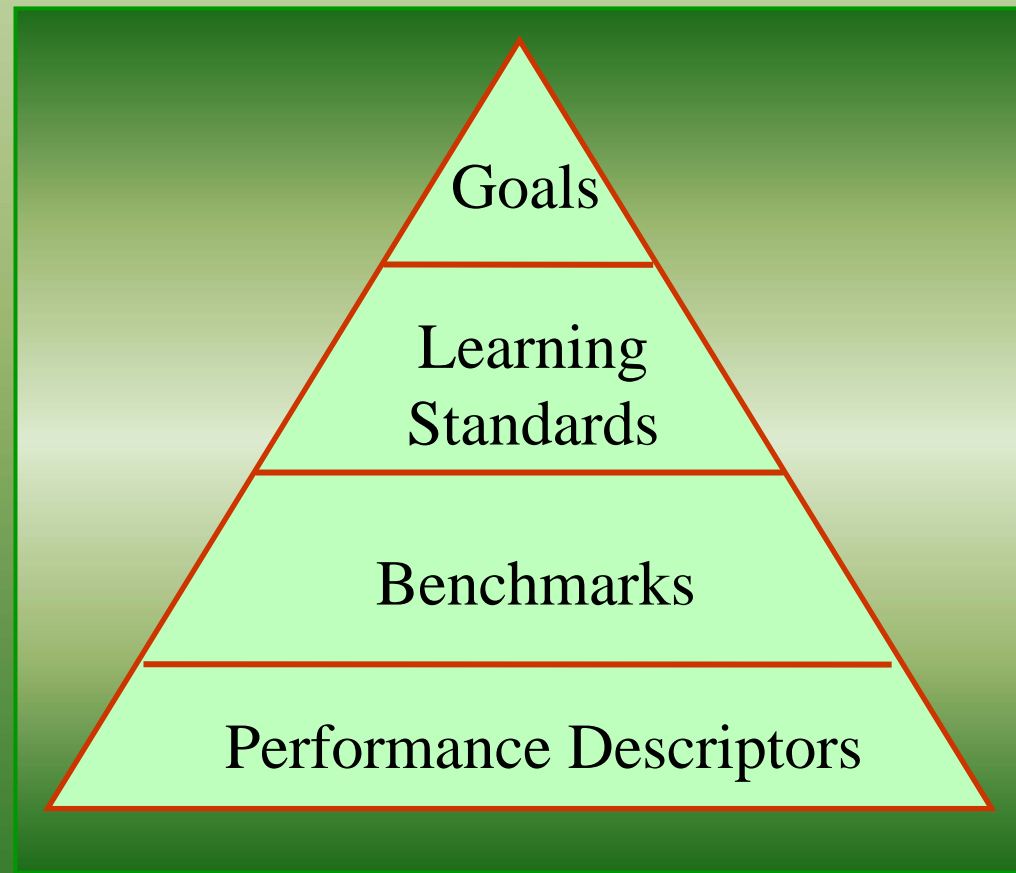 Goals
Learning
Standards
Benchmarks
Performance Descriptors